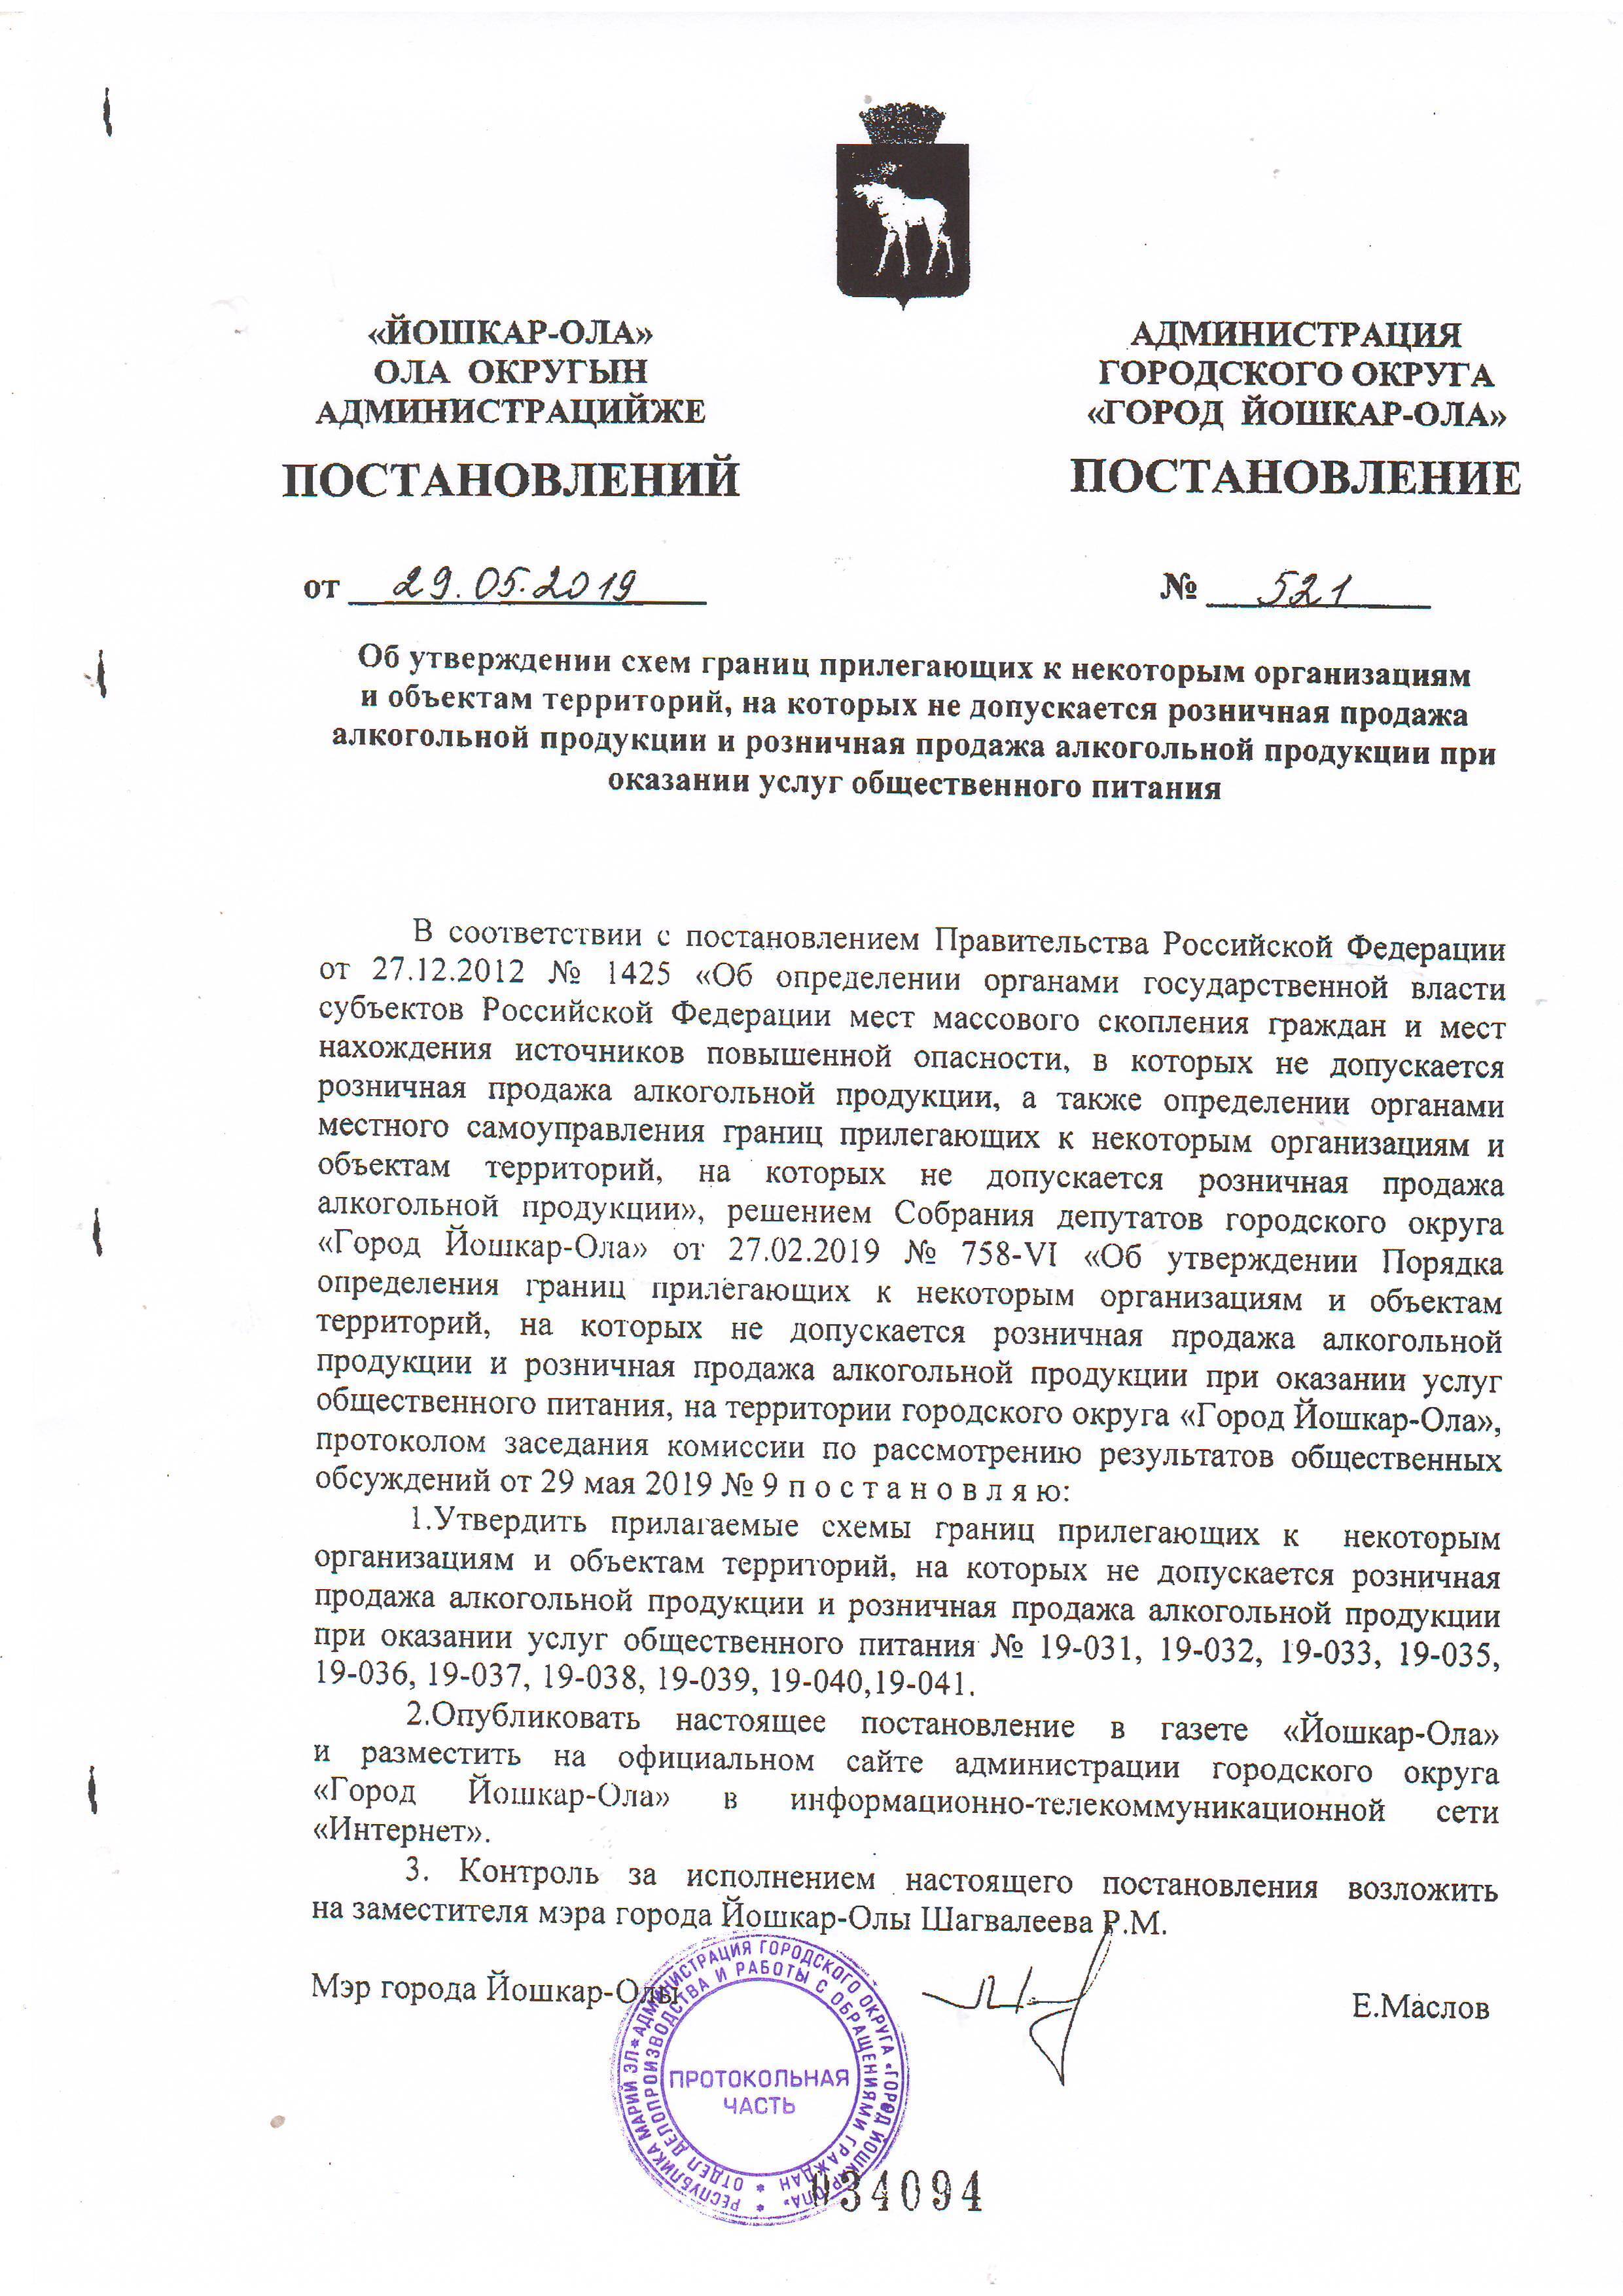 «ЙОШКАР-ОЛА»
ОЛА ОКРУГЫН
АДМИНИСТРАЦИЙЖЕ
ПОСТАНОВЛЕНИЙ
АДМИНИСТРАЦИЯ
ГОРОДСКОГО ОКРУГА
«ГОРОД ЙОШКАР-ОЛА»
ПОСТАНОВЛЕНИЕ
от 29.05.2019 № 521
Об утверждении схем границ прилегающих к некоторым организациям
и объектам территорий, на которых не допускается розничная продажа
алкогольной продукции и розничная продажа алкогольной продукции при
оказании услуг общественного питания
В соответствии с постановлением Правительства Российской Федерации
от 27.12.2012 № 1425 «Об определении органами государственной власти
субъектов Российской Федерации мест массового скопления граждан и мест
нахождения источников повышенной опасности, в которых не допускается
розничная продажа алкогольной продукции, а также определении органами
местного самоуправления границ прилегающих к некоторым организациям и
объектам территорий, на которых не допускается розничная продажа
алкогольной продукции», решением Собрания депутатов городского округа
«Город Йошкар-Ола» от 27.02.2019 № 758-VI «Об утверждении Порядка
определения границ прилегающих к некоторым организациям и объектам
территорий, на которых не допускается розничная продажа алкогольной
продукции и розничная продажа алкогольной продукции при оказании услуг
общественного питания, на территории городского округа «Город Йошкар-Ола»,
протоколом заседания комиссии по рассмотрению результатов общественных
обсуждений от 29 мая 2019 № 9 п о с т а н о в л я ю:
1.Утвердить прилагаемые схемы границ прилегающих к некоторым
организациям и объектам территорий, на которых не допускается розничная
продажа алкогольной продукции и розничная продажа алкогольной продукции
при оказании услуг общественного питания № 19-031, 19-032, 19-033, 19-035,
19-036, 19-037, 19-038, 19-039, 19-040,19-041.
2.Опубликовать настоящее постановление в газете «Йошкар-Ола»
и разместить на официальном сайте администрации городского округа
«Город Йошкар-Ола» в информационно-телекоммуникационной сети
«Интернет».
3. Контроль за исполнением настоящего постановления возложить
на заместителя мэра города Йошкар-Олы Шагвалеева Р.М.
Мэр города Йошкар-Олы Е.Маслов
РЕСПУБЛИКА МАРИЙ ЭЛ * АДМИНИСТРАЦИЯ ГОРОДСКОГО ОКРУГА «ГОРОД ЙОШКАР-ОЛА» *
ОТДЕЛ ДЕЛОПРОИЗВОДСТВА И РАБОТЫ С ОБРАЩЕНИЯМИ ГРАЖДАН *
ПРОТОКОЛЬНАЯ
ЧАСТЬ
34094